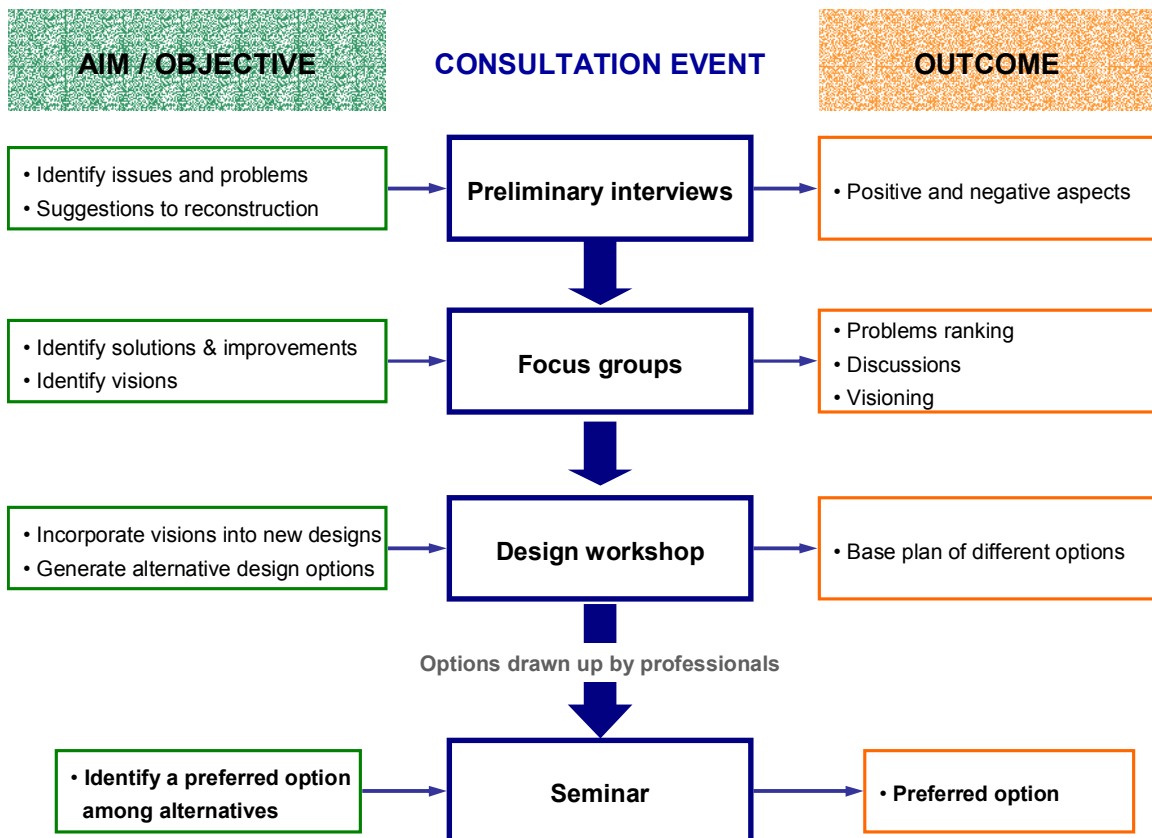 AIM / OBJECTIVE
CONSULTATION EVENT
OUTCOME
• Identify issues and problems
• Suggestions to reconstruction
Preliminary interviews
• Positive and negative aspects
• Identify solutions & improvements
• Identify visions
Focus groups
• Problems ranking
• Discussions
• Visioning
• Incorporate visions into new designs
• Generate alternative design options
Design workshop
• Base plan of different options
Options drawn up by professionals
• Identify a preferred option
among alternatives
Seminar
• Preferred option